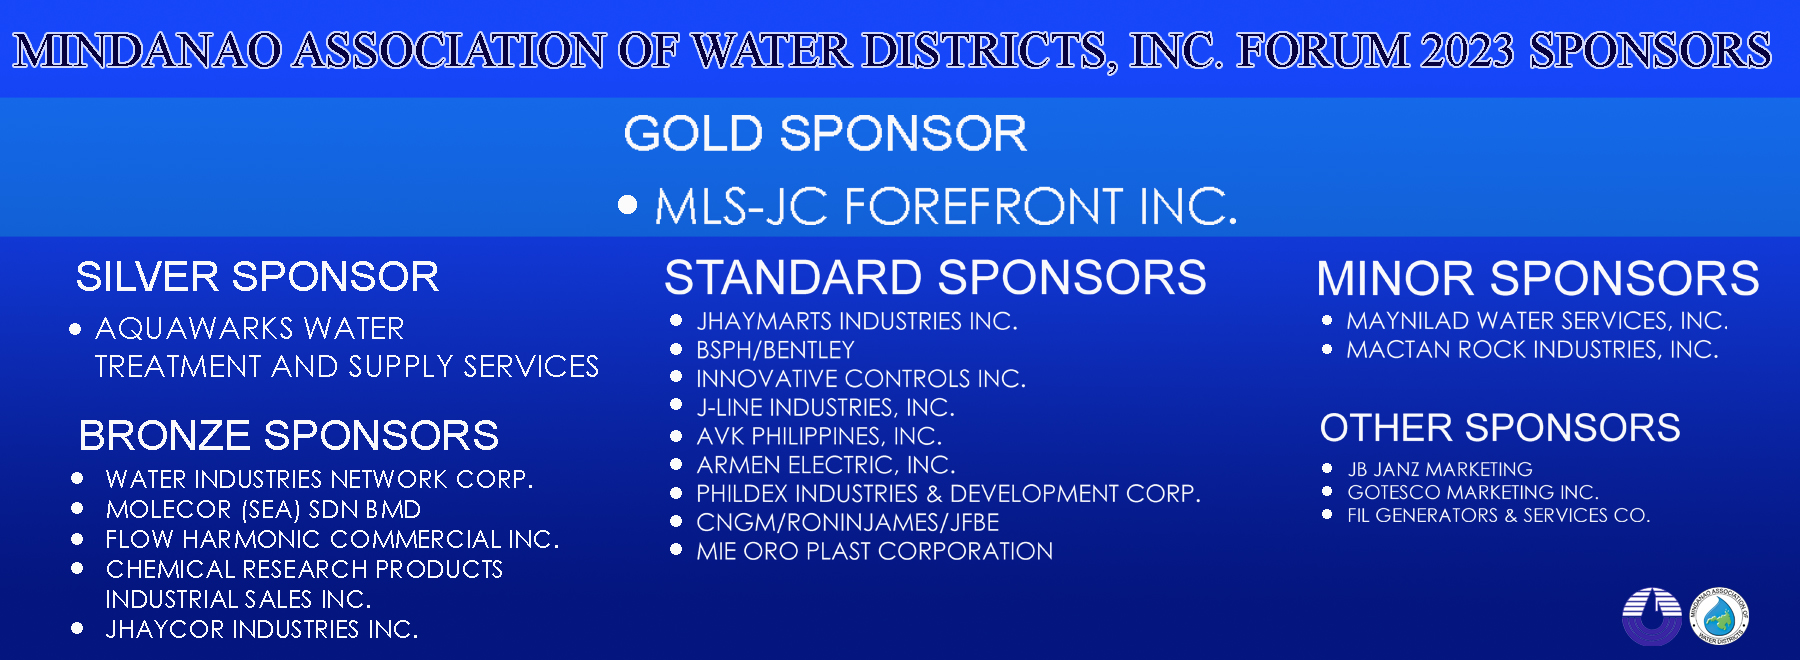 MINDANAO ASSOCIATION OF WATER DISTRICTS, INC. FORUM 2023 SPONSORS
GOLD SPONSOR
• MLS-JC FOREFRONT INC.
SILVER SPONSOR
• AQUAWARKS WATER
TREATMENT AND SUPPLY SERVICES
BRONZE SPONSORS
• WATER INDUSTRIES NETWORK CORP.
• MOLECOR (SEA) SDN BMD
• FLOW HARMONIC COMMERCIAL INC.
• CHEMICAL RESEARCH PRODUCTS
INDUSTRIAL SALES INC.
• JHAYCOR INDUSTRIES INC.
STANDARD SPONSORS
• JHAYMARTS INDUSTRIES INC.
• BSPH/BENTLEY
• INNOVATIVE CONTROLS INC.
• J-LINE INDUSTRIES, INC.
• AVK PHILIPPINES, INC.
• ARMEN ELECTRIC, INC.
• PHILDEX INDUSTRIES & DEVELOPMENT CORP.
• CNGM/RONINJAMES/JFBE
• MIE ORO PLAST CORPORATION
MINOR SPONSORS
• MAYNILAD WATER SERVICES, INC.
• MACTAN ROCK INDUSTRIES, INC.
OTHER SPONSORS
• JB JANZ MARKETING
• GOTESCO MARKETING INC.
• FIL GENERATORS & SERVICES CO.
MINDANAO ASSOCIATION OF
WATER DISTRICTS